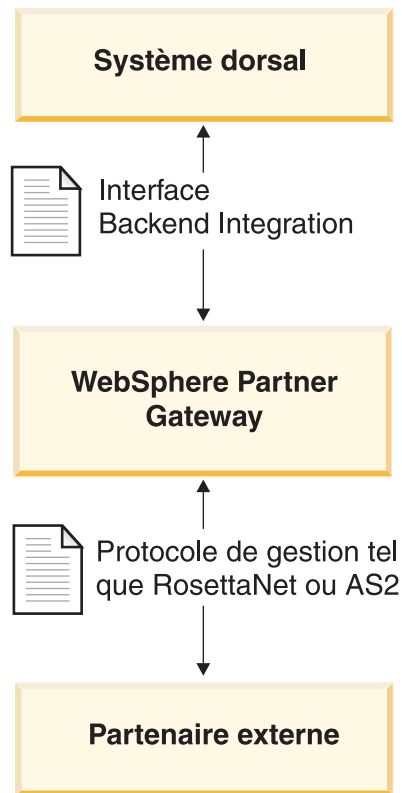 Système dorsal
Interface
Backend Integration
WebSphere Partner
Gateway
Protocole de gestion tel
que RosettaNet ou AS2
Partenaire externe